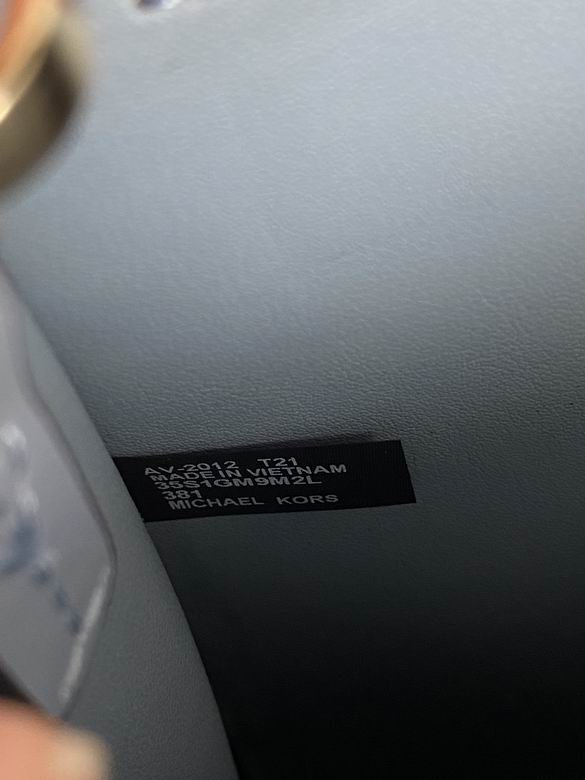 AV-2012 T21
MADE IN VIETNAM
35S1GM9M2L
381
MICHAEL KORS